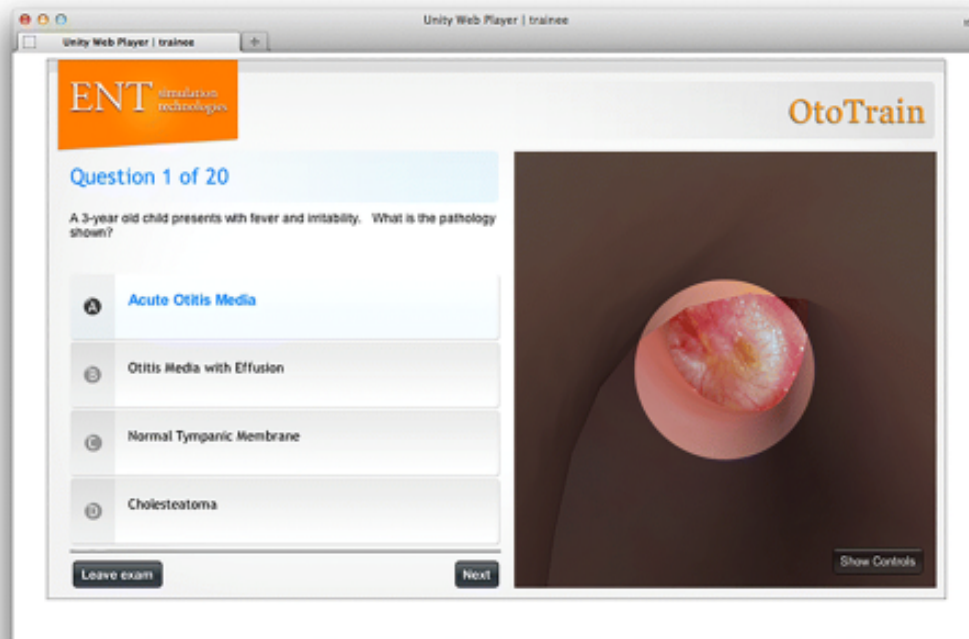 Unity Web Player | trainee
Unity Web Player | trainee
ENT simulation
technologies
OtoTrain
Question 1 of 20
A 3-year old child presents with fever and irritability. What is the pathology
shown?
A Acute Otitis Media
Otitis Media with Effusion
Normal Tympanic Membrane
Cholesteatoma
Leave exam
Next
Show Controls